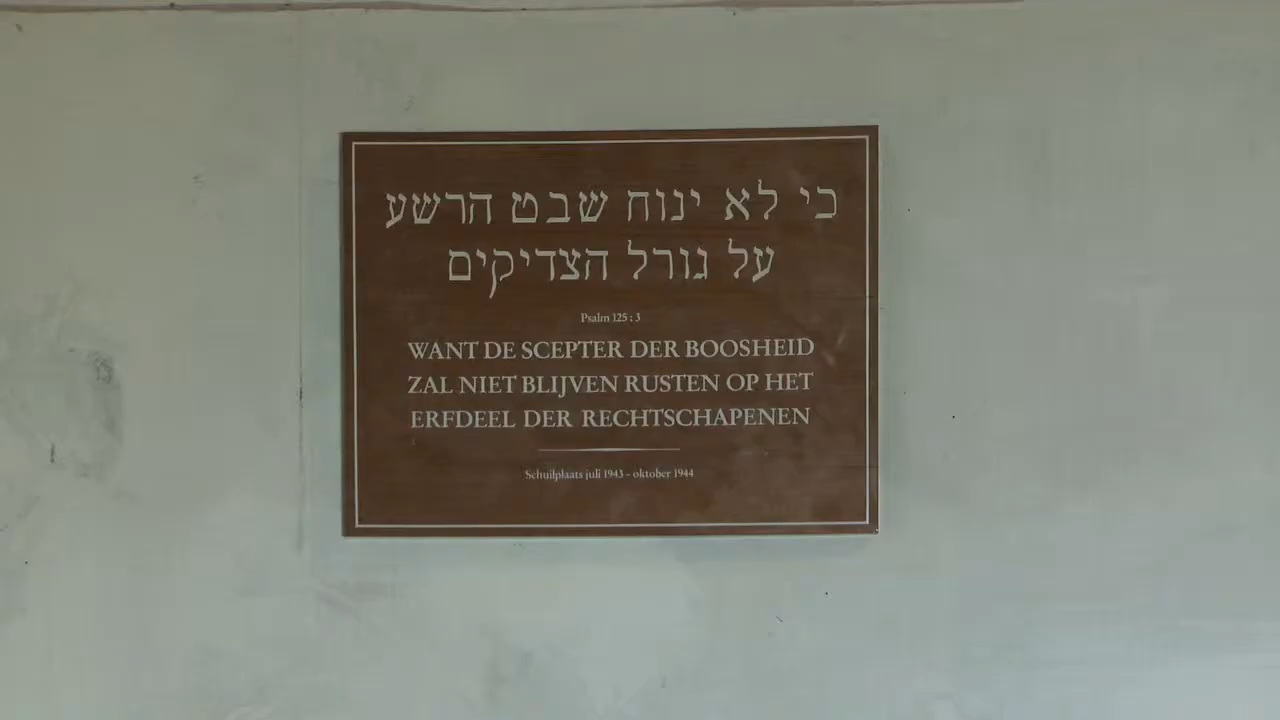 כי לא ינוח שבט הרשע
על גורל הצדיקים
Psalm 125 : 3
WANT DE SCEPTER DER BOOSHEID
ZAL NIET BLIJVEN RUSTEN OP HET
ERFDEEL DER RECHTSCHAPENEN
Schuilplaats juli 1943 - oktober 1944